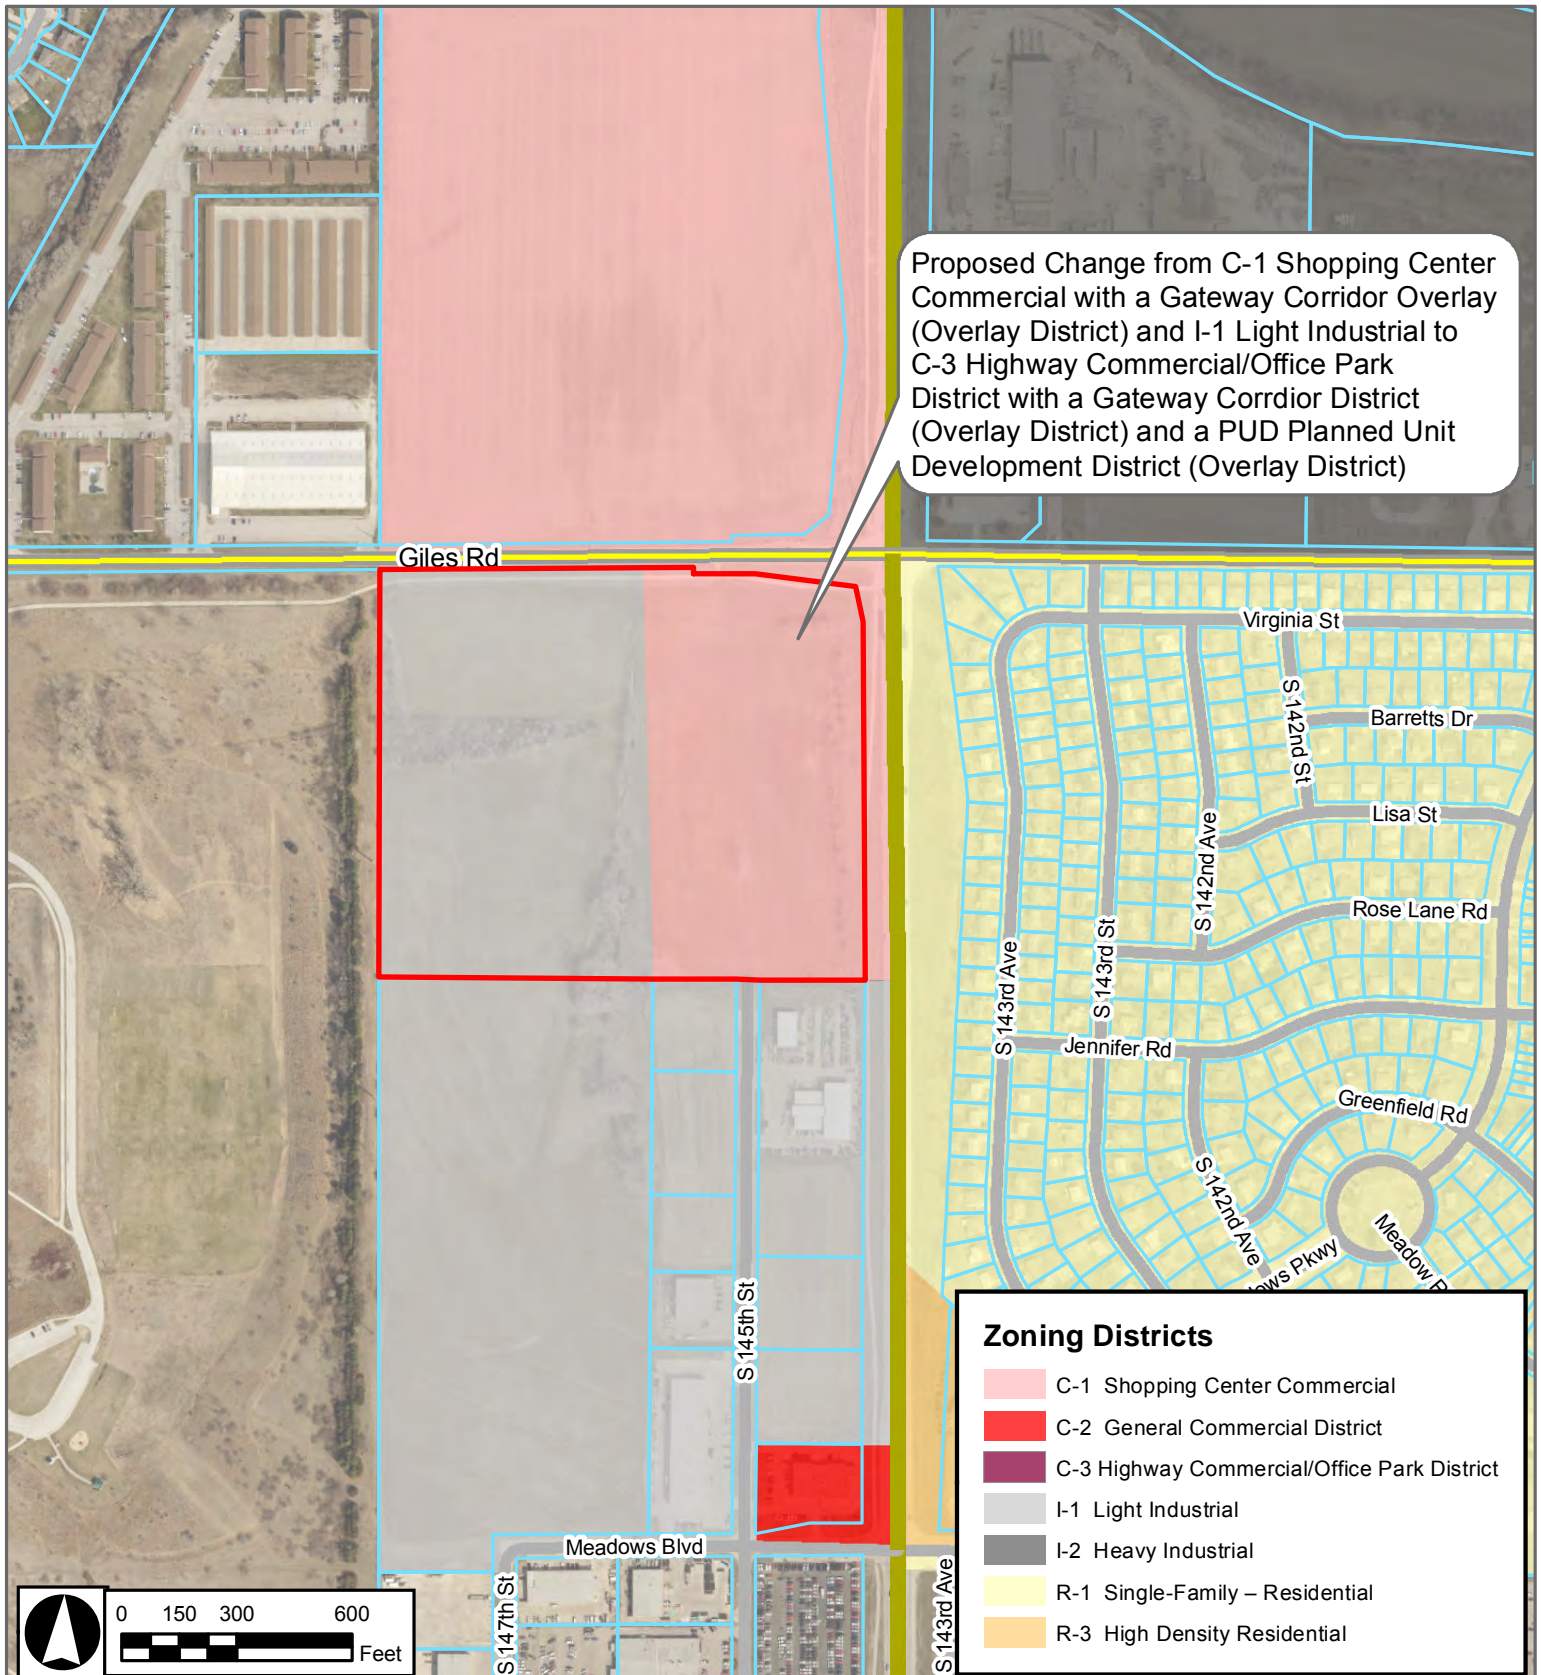 Proposed Change from C-1 Shopping Center
Commercial with a Gateway Corridor Overlay
(Overlay District) and I-1 Light Industrial to
C-3 Highway Commercial/Office Park
District with a Gateway Corrdior District
(Overlay District) and a PUD Planned Unit
Development District (Overlay District)
Giles Rd
Virginia St
S 142nd St
Barretts Dr
Lisa St
S 142nd Ave
Rose Lane Rd
S 143rd Ave
S 143rd St
Jennifer Rd
Greenfield Rd
S 142nd Ave
Pkwy
Meadow
S 145th St
Meadows Blvd
S 147th St
S 143rd Ave
Zoning Districts
C-1 Shopping Center Commercial
C-2 General Commercial District
C-3 Highway Commercial/Office Park District
I-1 Light Industrial
I-2 Heavy Industrial
R-1 Single-Family – Residential
R-3 High Density Residential
0 150 300 600
Feet